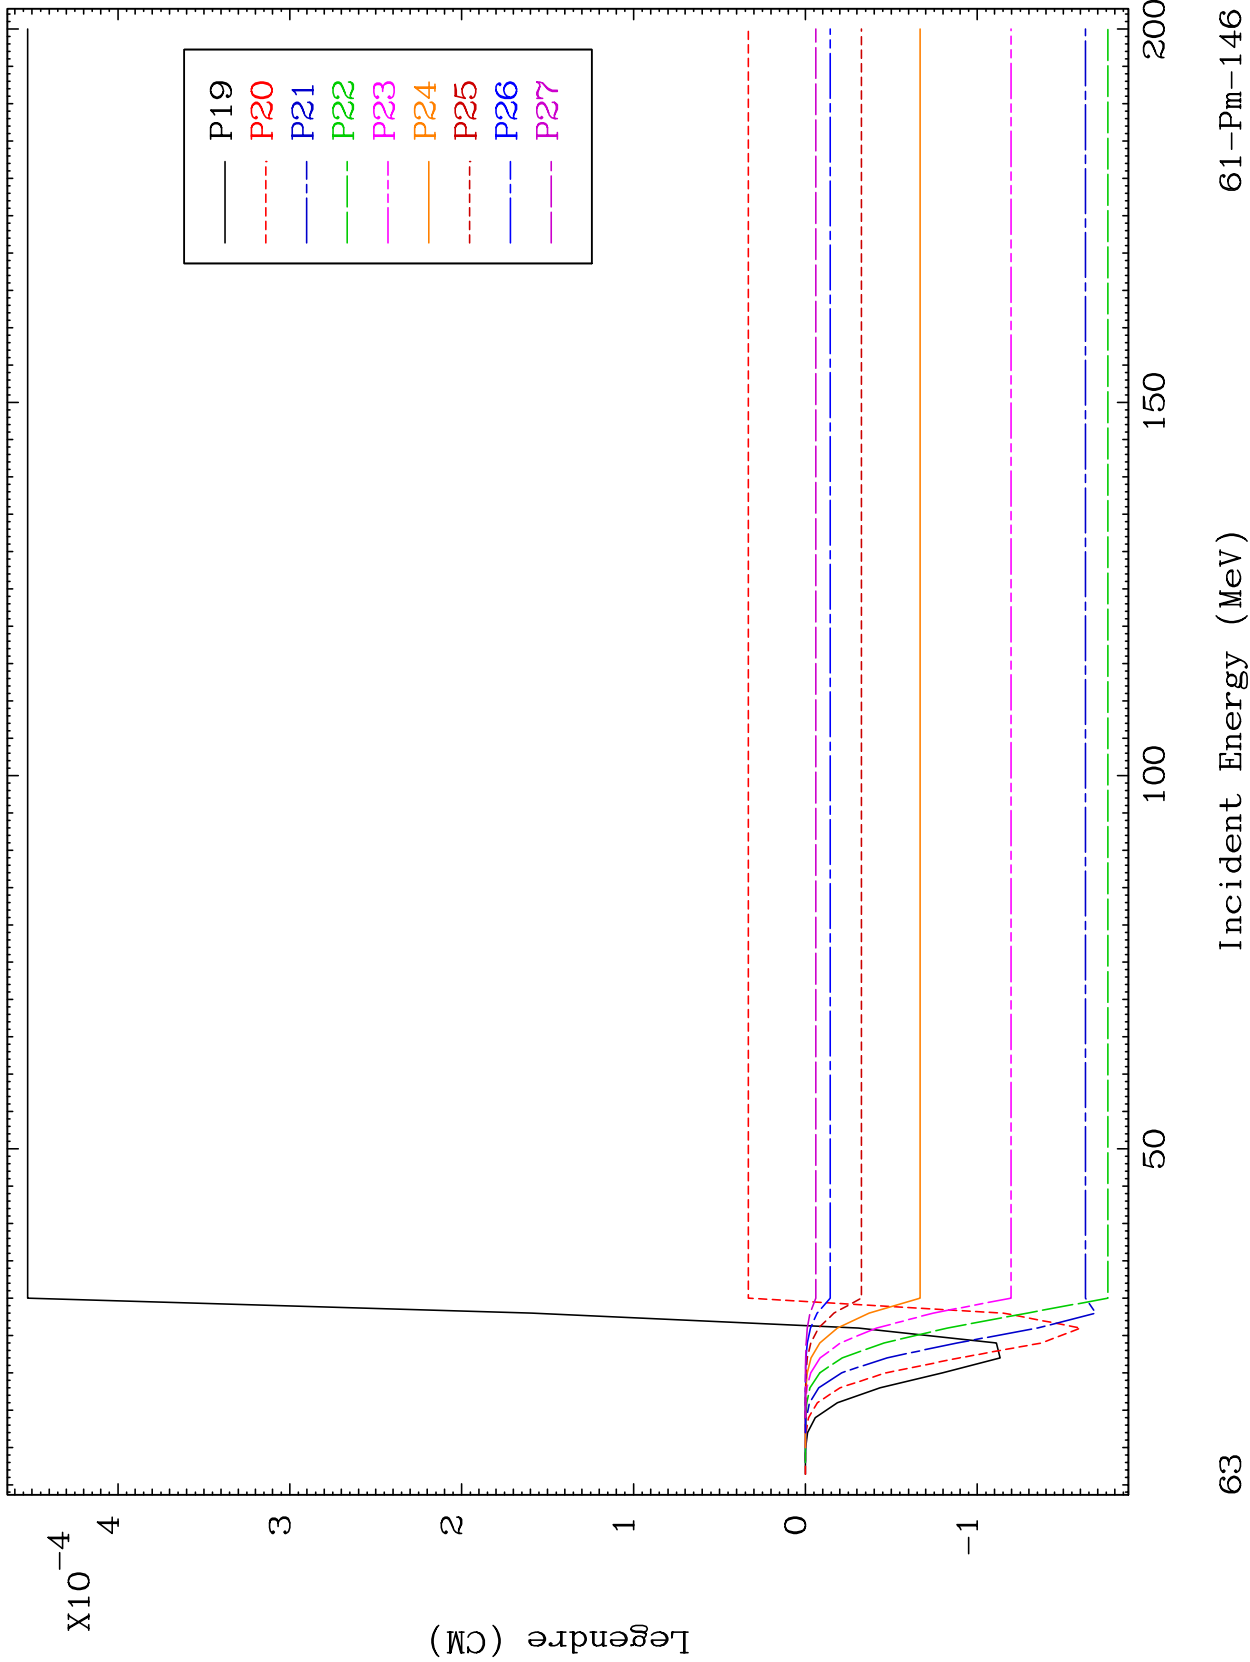 X10⁻⁴
Legendre (CM)
4
3
2
1
0
-1
P19
P20
P21
P22
P23
P24
P25
P26
P27
50
100
150
200
Incident Energy (MeV)
63
61-Pm-146